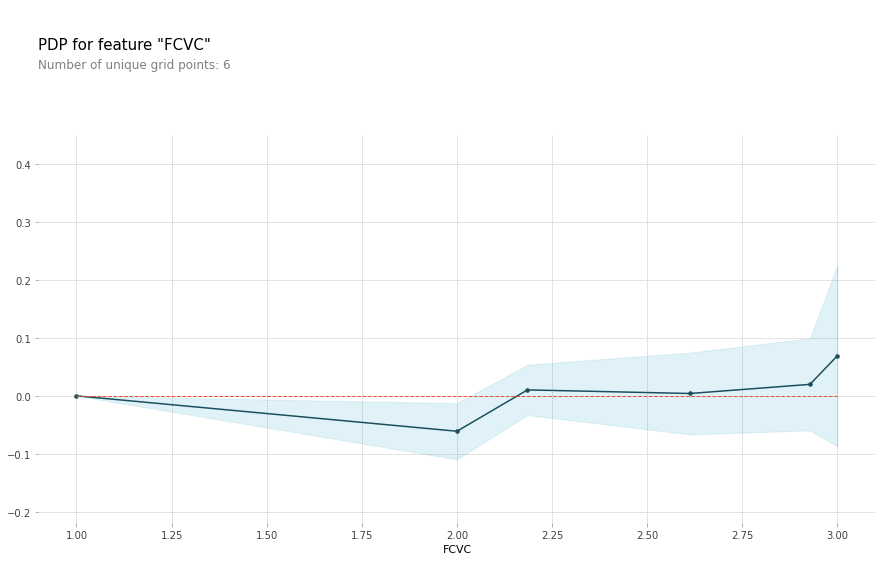 PDP for feature "FCVC"
Number of unique grid points: 6
0.4
0.3
0.2
0.1
0.0
−0.1
−0.2
1.00 1.25 1.50 1.75 2.00 2.25 2.50 2.75 3.00
FCVC